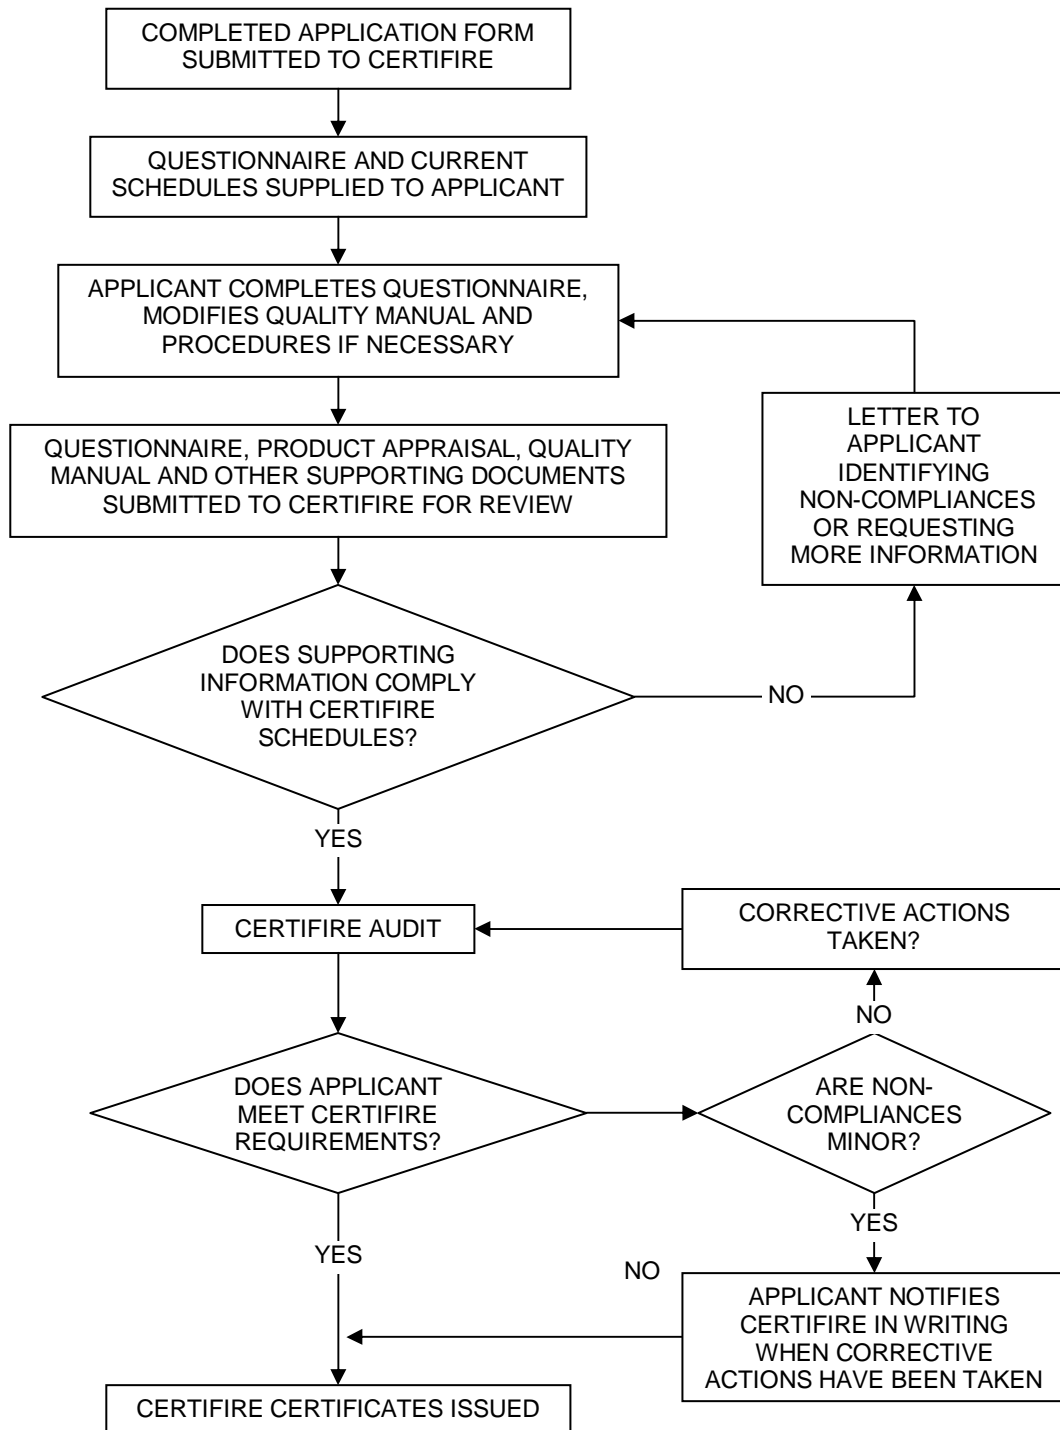 COMPLETED APPLICATION FORM
SUBMITTED TO CERTIFIRE
QUESTIONNAIRE AND CURRENT
SCHEDULES SUPPLIED TO APPLICANT
APPLICANT COMPLETES QUESTIONNAIRE,
MODIFIES QUALITY MANUAL AND
PROCEDURES IF NECESSARY
LETTER TO
APPLICANT
IDENTIFYING
NON-COMPLIANCES
OR REQUESTING
MORE INFORMATION
QUESTIONNAIRE, PRODUCT APPRAISAL, QUALITY
MANUAL AND OTHER SUPPORTING DOCUMENTS
SUBMITTED TO CERTIFIRE FOR REVIEW
DOES SUPPORTING
INFORMATION COMPLY
WITH CERTIFIRE
SCHEDULES?
NO
YES
CERTIFIRE AUDIT
CORRECTIVE ACTIONS
TAKEN?
NO
DOES APPLICANT
MEET CERTIFIRE
REQUIREMENTS?
ARE NON-
COMPLIANCES
MINOR?
YES
YES
NO
APPLICANT NOTIFIES
CERTIFIRE IN WRITING
WHEN CORRECTIVE
ACTIONS HAVE BEEN TAKEN
CERTIFIRE CERTIFICATES ISSUED